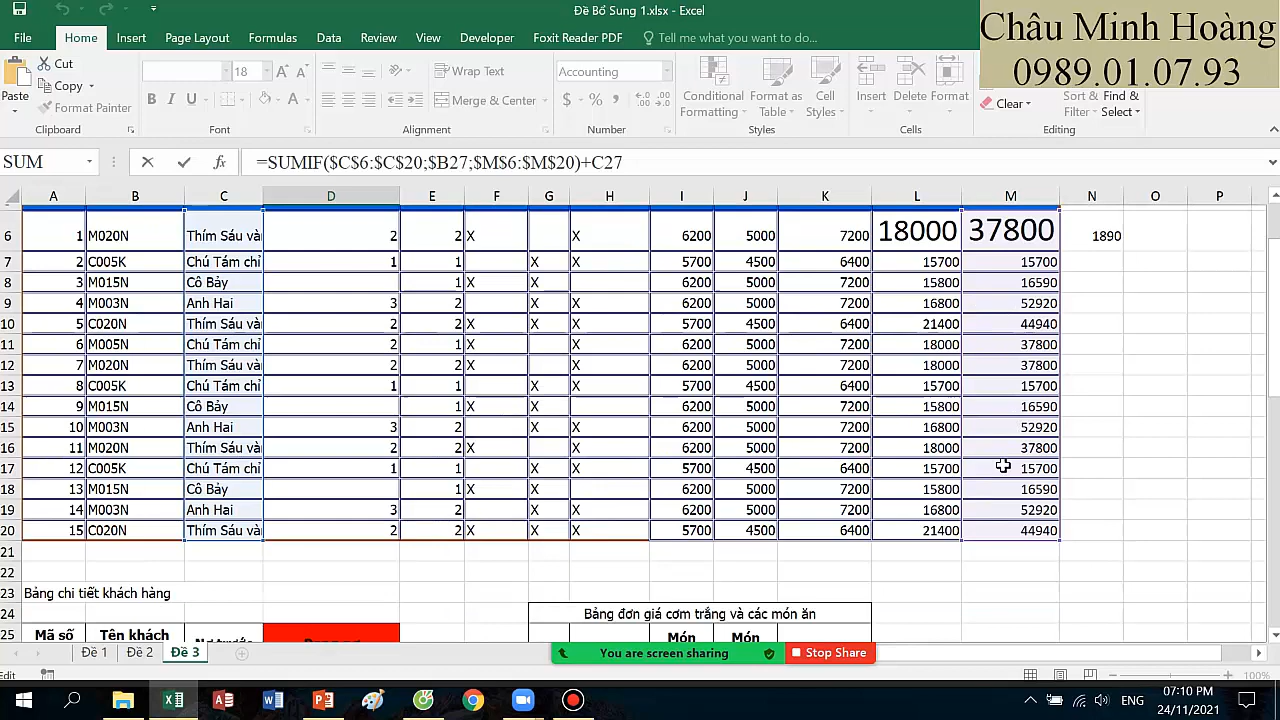 Đề Bổ Sung 1.xlsx - Excel
Châu Minh Hoàng
0989.01.07.93
File Home Insert Page Layout Formulas Data Review View Developer Foxit Reader PDF Tell me what you want to do...
Paste Cut Copy Format Painter
18 Wrap Text Merge & Center
Accounting
Conditional Formatting Format as Table Cell Styles
Insert Delete Format
Clear Sort & Filter Find & Select
Clipboard Font Alignment Number Styles Cells Editing
SUM =SUMIF($C$6:$C$20;$B27;$M$6:$M$20)+C27
A B C D E F G H I J K L M N O P
6 1 M020N Thím Sáu và 2 2 X X 6200 5000 7200 18000 37800 1890
7 2 C005K Chú Tám chỉ 1 1 X X 5700 4500 6400 15700 15700
8 3 M015N Cô Bảy 1 X X 6200 5000 7200 15800 16590
9 4 M003N Anh Hai 3 2 X X 6200 5000 7200 16800 52920
10 5 C020N Thím Sáu và 2 2 X X 5700 4500 6400 21400 44940
11 6 M005N Chú Tám chỉ 2 1 X X 6200 5000 7200 18000 37800
12 7 M020N Thím Sáu và 2 2 X X 6200 5000 7200 18000 37800
13 8 C005K Chú Tám chỉ 1 1 X X 5700 4500 6400 15700 15700
14 9 M015N Cô Bảy 1 X X 6200 5000 7200 15800 16590
15 10 M003N Anh Hai 3 2 X X 6200 5000 7200 16800 52920
16 11 M020N Thím Sáu và 2 2 X X 6200 5000 7200 18000 37800
17 12 C005K Chú Tám chỉ 1 1 X X 5700 4500 6400 15700 15700
18 13 M015N Cô Bảy 1 X X 6200 5000 7200 15800 16590
19 14 M003N Anh Hai 3 2 X X 6200 5000 7200 16800 52920
20 15 C020N Thím Sáu và 2 2 X X 5700 4500 6400 21400 44940
21
22
23 Bảng chi tiết khách hàng
24 Bảng đơn giá cơm trắng và các món ăn
25 Mã số Tên khách Món Món
Đề 1 Đề 2 Đề 3
You are screen sharing Stop Share
Edit 100%
ENG 07:10 PM
24/11/2021